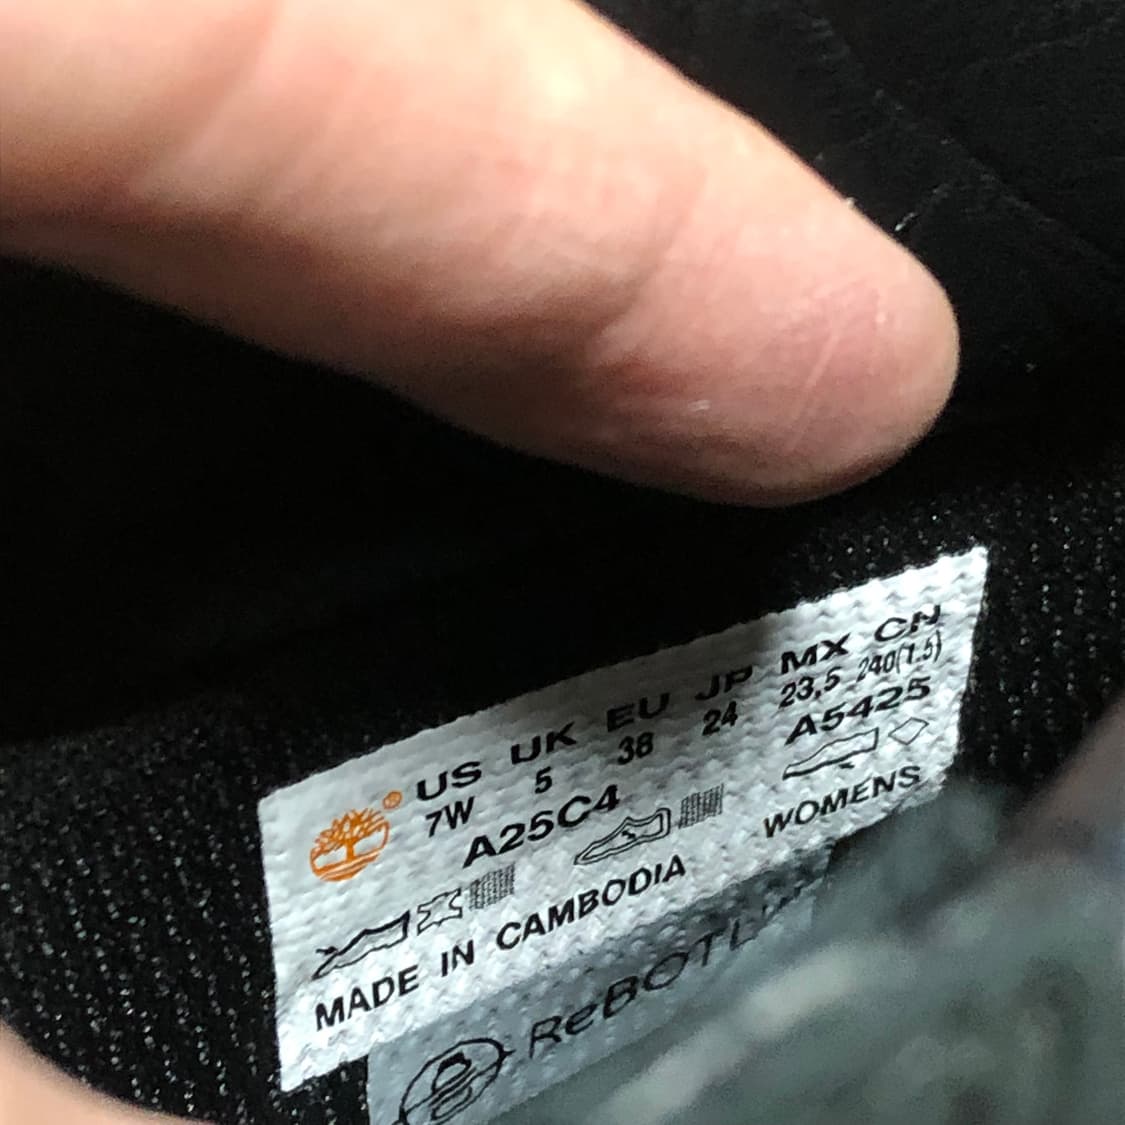 ® US UK EU JP MX CN
7W 5 38 24 23,5 240(1.5)
A25C4 A5425
WOMENS
MADE IN CAMBODIA